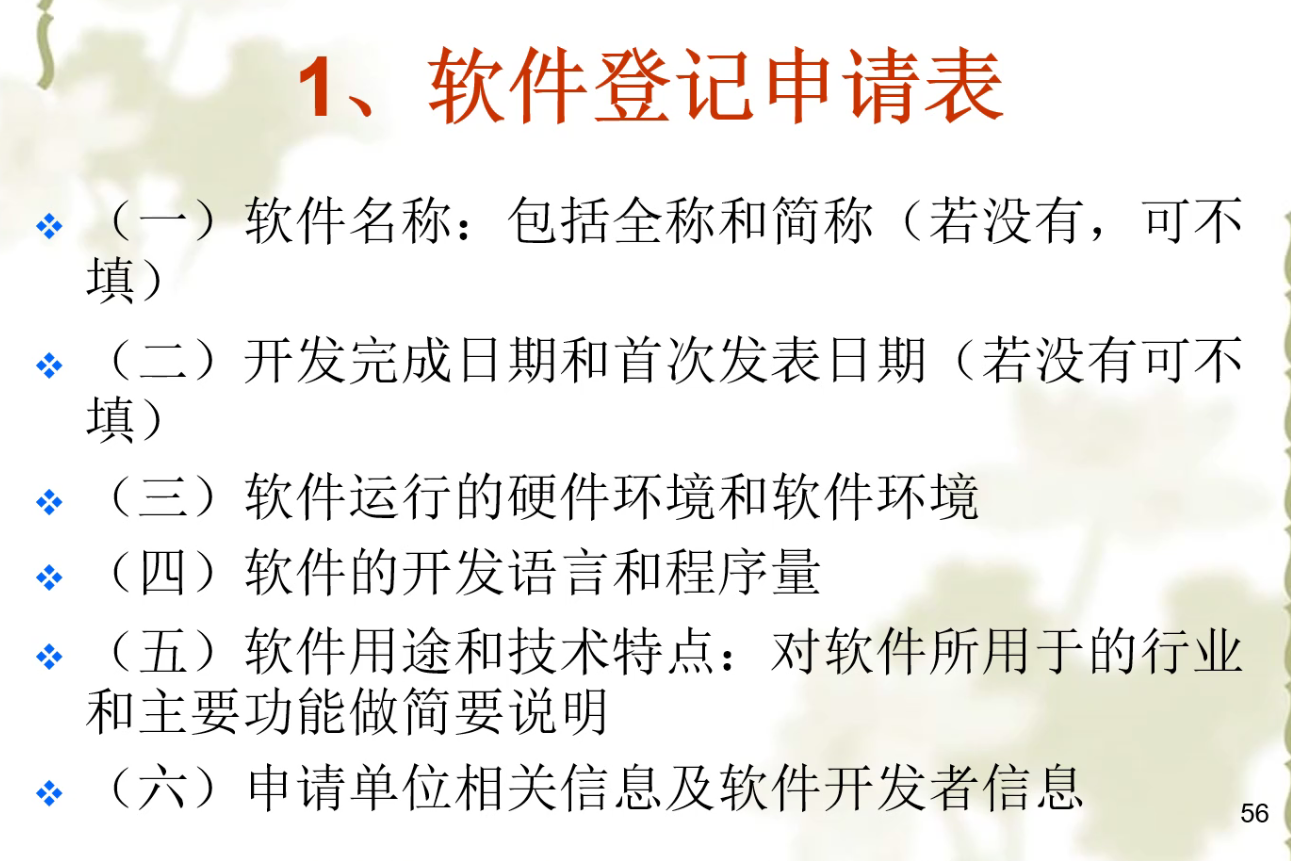 1、软件登记申请表
（一）软件名称：包括全称和简称（若没有，可不
填）
（二）开发完成日期和首次发表日期（若没有可不
填）
（三）软件运行的硬件环境和软件环境
（四）软件的开发语言和程序量
（五）软件用途和技术特点：对软件所用于的行业
和主要功能做简要说明
（六）申请单位相关信息及软件开发者信息
56